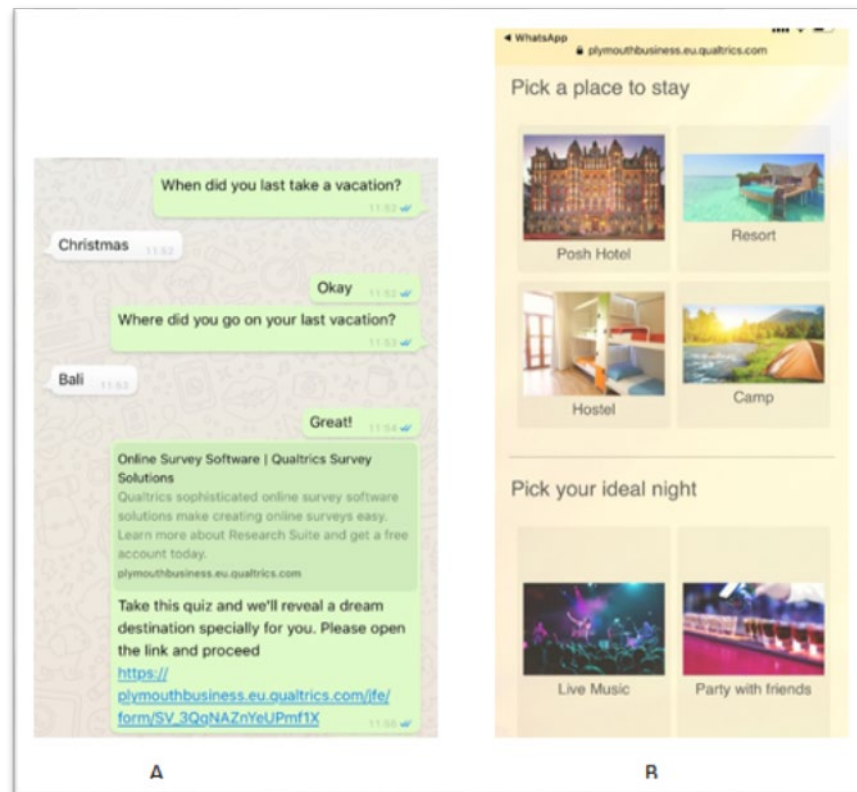 When did you last take a vacation?
11:52
Christmas 11:52
Okay 11:53
Where did you go on your last vacation?
11:53
Bali 11:53
Great! 11:54
Online Survey Software | Qualtrics Survey
Solutions
Qualtrics sophisticated online survey software
solutions make creating online surveys easy.
Learn more about Research Suite and get a free
account today.
plymouthbusiness.eu.qualtrics.com
Take this quiz and we'll reveal a dream
destination specially for you. Please open
the link and proceed
https://
plymouthbusiness.eu.qualtrics.com/jfe/
form/SV_3QgNAZnYeUPmf1X
A
WhatsApp
plymouthbusiness.eu.qualtrics.com
Pick a place to stay
Posh Hotel
Resort
Hostel
Camp
Pick your ideal night
Live Music
Party with friends
B